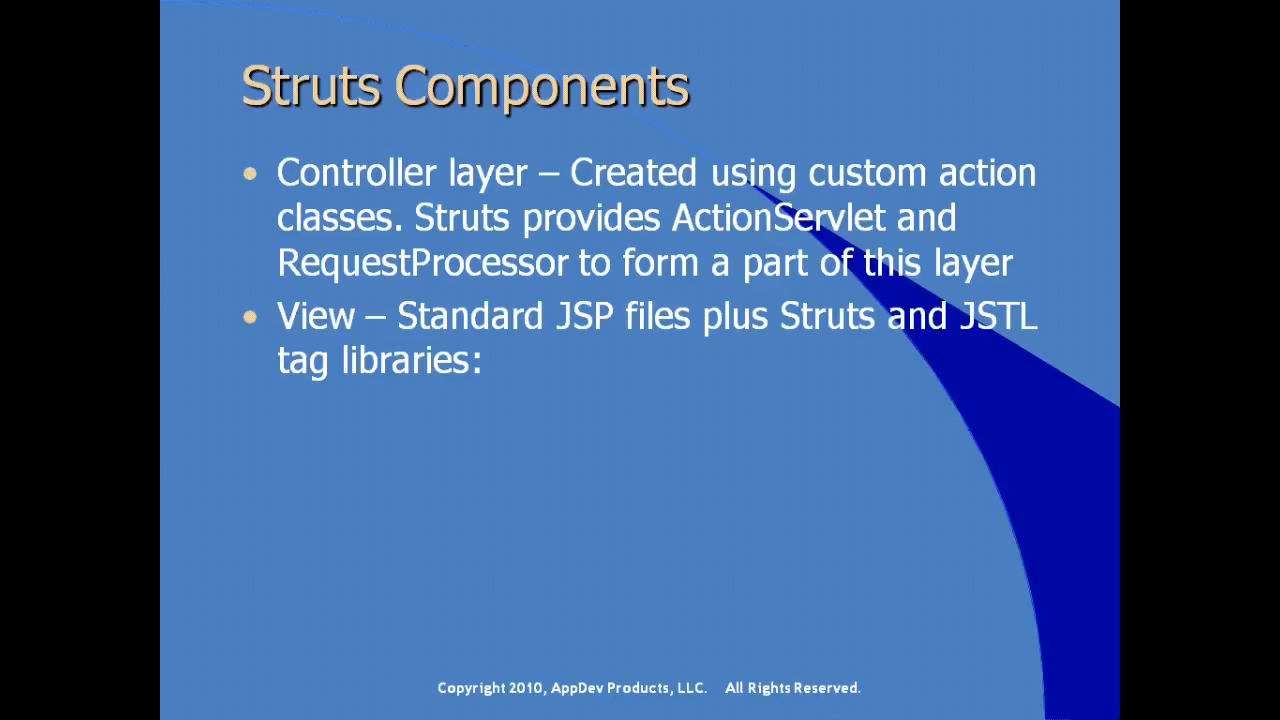 Struts Components
• Controller layer – Created using custom action
classes. Struts provides ActionServlet and
RequestProcessor to form a part of this layer
• View – Standard JSP files plus Struts and JSTL
tag libraries:
Copyright 2010, AppDev Products, LLC. All Rights Reserved.